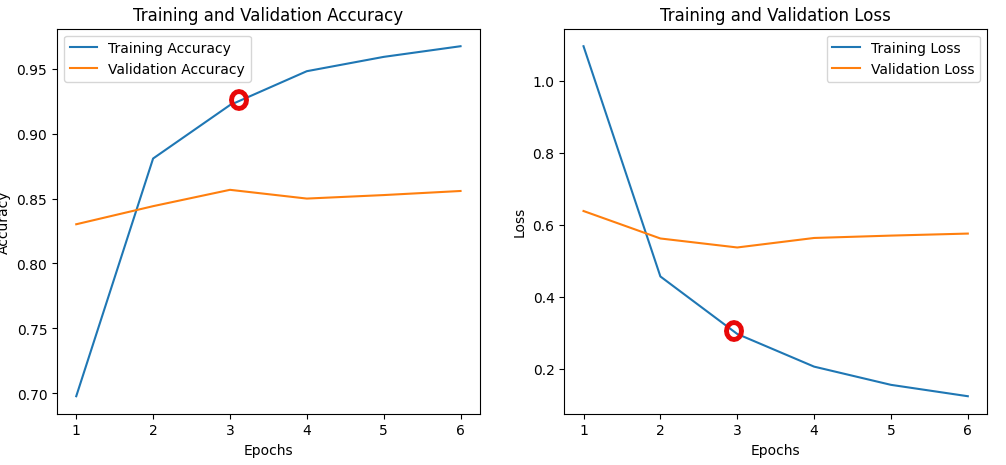 Training and Validation Accuracy
Training Accuracy
Validation Accuracy
Accuracy
0.95
0.90
0.85
0.80
0.75
0.70
1 2 3 4 5 6
Epochs
Training and Validation Loss
Training Loss
Validation Loss
Loss
1.0
0.8
0.6
0.4
0.2
1 2 3 4 5 6
Epochs